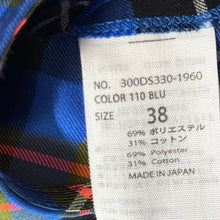 NO. 300DS330-1960
COLOR 110 BLU
SIZE 38
69% ポリエステル
31% コットン
69% Polyester
31% Cotton
MADE IN JAPAN